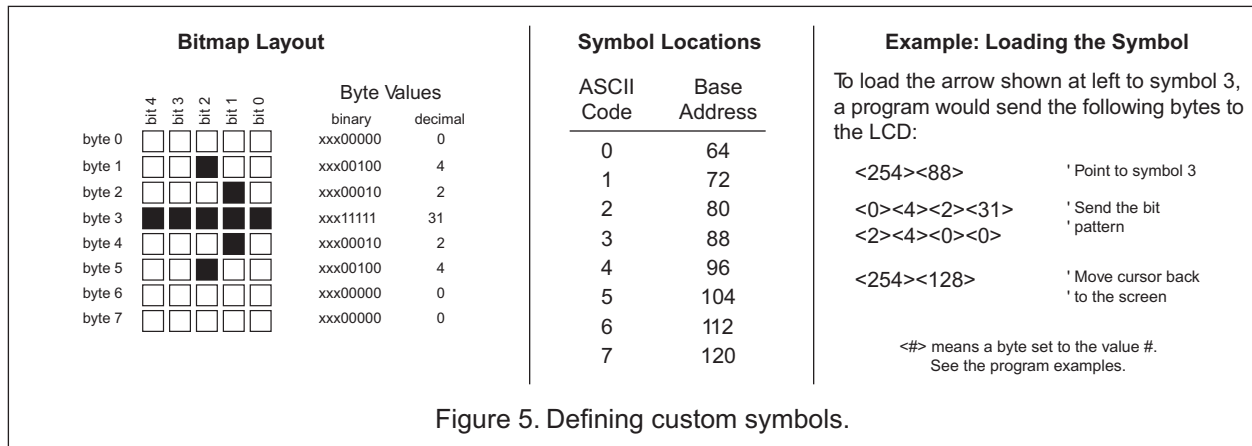 Bitmap Layout
bit 4
bit 3
bit 2
bit 1
bit 0
Byte Values
binary decimal
byte 0 xxx00000 0
byte 1 xxx00100 4
byte 2 xxx00010 2
byte 3 xxx11111 31
byte 4 xxx00010 2
byte 5 xxx00100 4
byte 6 xxx00000 0
byte 7 xxx00000 0
Symbol Locations
ASCII Base
Code Address
0 64
1 72
2 80
3 88
4 96
5 104
6 112
7 120
Example: Loading the Symbol
To load the arrow shown at left to symbol 3,
a program would send the following bytes to
the LCD:
<254><88> ' Point to symbol 3
<0><4><2><31> ' Send the bit
<2><4><0><0> ' pattern
<254><128> ' Move cursor back
' to the screen
<#> means a byte set to the value #.
See the program examples.
Figure 5. Defining custom symbols.